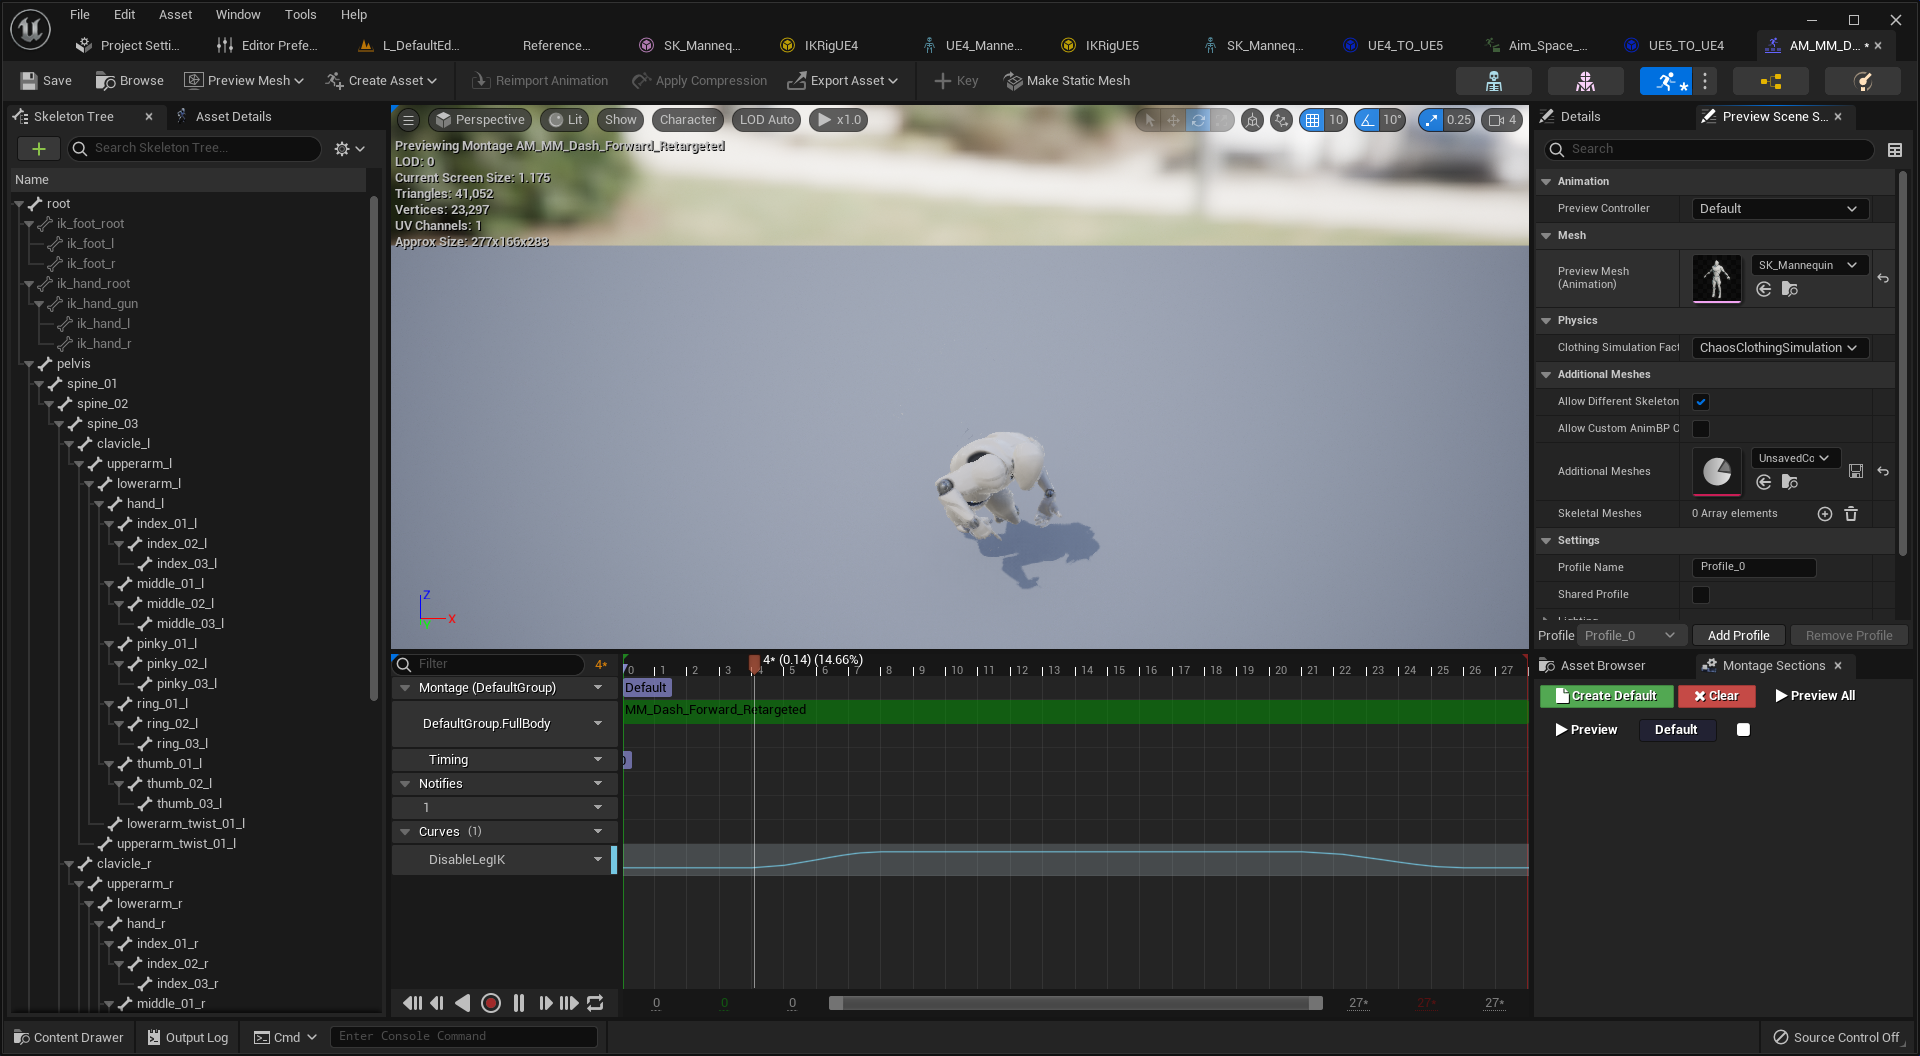 File Edit Asset Window Tools Help
Project Setti... Editor Prefe... L_DefaultEd... Reference... SK_Manneq... IKRigUE4 UE4_Manne... IKRigUE5 SK_Manneq... UE4_TO_UE5 Aim_Space_... UE5_TO_UE4 AM_MM_D... *
Save Browse Preview Mesh Create Asset Reimport Animation Apply Compression Export Asset Key Make Static Mesh
Skeleton Tree Asset Details
Search Skeleton Tree...
Name
root
ik_foot_root
ik_foot_l
ik_foot_r
ik_hand_root
ik_hand_gun
ik_hand_l
ik_hand_r
pelvis
spine_01
spine_02
spine_03
clavicle_l
upperarm_l
lowerarm_l
hand_l
index_01_l
index_02_l
index_03_l
middle_01_l
middle_02_l
middle_03_l
pinky_01_l
pinky_02_l
pinky_03_l
ring_01_l
ring_02_l
ring_03_l
thumb_01_l
thumb_02_l
thumb_03_l
lowerarm_twist_01_l
upperarm_twist_01_l
clavicle_r
upperarm_r
lowerarm_r
hand_r
index_01_r
index_02_r
index_03_r
middle_01_r
Perspective Lit Show Character LOD Auto x1.0 10 10° 0.25 4
Previewing Montage AM_MM_Dash_Forward_Retargeted
LOD: 0
Current Screen Size: 1.175
Triangles: 41,052
Vertices: 23,297
UV Channels: 1
Approx Size: 277x166x283
Z
X
Filter 4*
4* (0.14) (14.66%)
0 1 2 3 4 5 6 7 8 9 10 11 12 13 14 15 16 17 18 19 20 21 22 23 24 25 26 27
Montage (DefaultGroup) Default
DefaultGroup.FullBody MM_Dash_Forward_Retargeted
Timing
Notifies
1
Curves (1)
DisableLegIK
0 0 0 27* 27* 27*
Details Preview Scene S...
Search
Animation
Preview Controller Default
Mesh
Preview Mesh (Animation) SK_Mannequin
Physics
Clothing Simulation Fact ChaosClothingSimulation
Additional Meshes
Allow Different Skeleton
Allow Custom AnimBP C
Additional Meshes UnsavedCo
Skeletal Meshes 0 Array elements
Settings
Profile Name Profile_0
Shared Profile
Profile Profile_0 Add Profile Remove Profile
Asset Browser Montage Sections
Create Default Clear Preview All
Preview Default
Content Drawer Output Log Cmd Enter Console Command Source Control Off